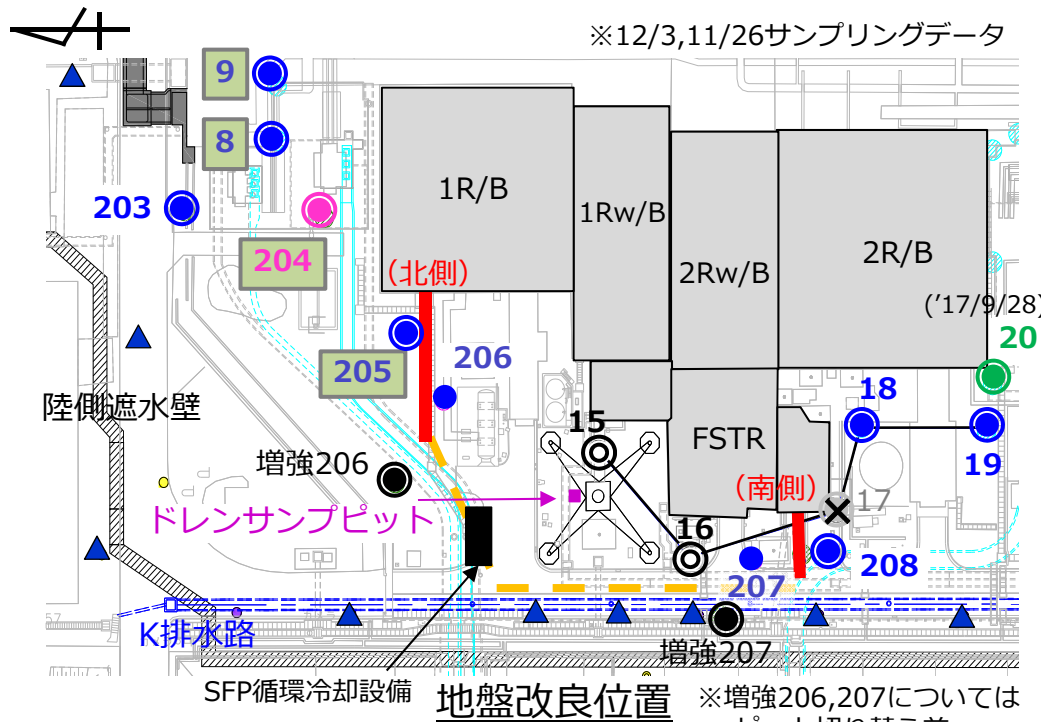 ※12/3,11/26サンプリングデータ
9
8
203
204
1R/B
1Rw/B
2Rw/B
2R/B
(北側)
('17/9/28)
20
205
206
陸側遮水壁
15
18
増強206
FSTR
19
ドレンサンプピット
(南側)
17
16
207
208
K排水路
増強207
SFP循環冷却設備
地盤改良位置
※増強206,207については